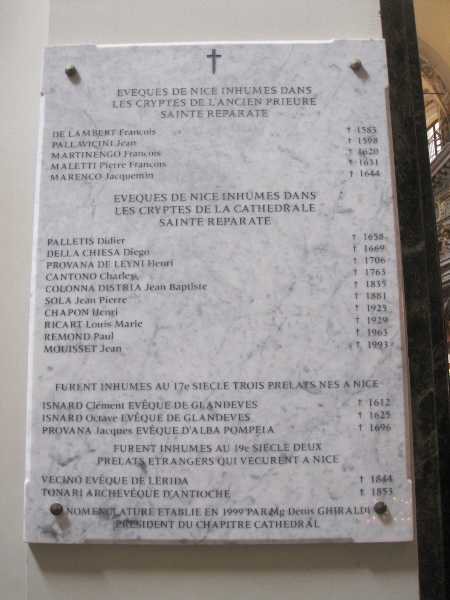 EVEQUES DE NICE INHUMES DANS
LES CRYPTES DE L'ANCIEN PRIEURE
SAINTE REPARATE
DE LAMBERT François † 1583
PALLAVICINI Jean † 1598
MARTINENGO François † 1620
MALETTI Pierre François † 1631
MARENCO Jacquemin † 1644
EVEQUES DE NICE INHUMES DANS
LES CRYPTES DE LA CATHEDRALE
SAINTE REPARATE
PALLETIS Didier † 1658
DELLA CHIESA Diego † 1669
PROVANA DE LEYNI Henri † 1706
CANTONO Charles † 1763
COLONNA DISTRIA Jean Baptiste † 1835
SOLA Jean Pierre † 1881
CHAPON Henri † 1925
RICART Louis Marie † 1929
REMOND Paul † 1963
MOUISSET Jean † 1993
FURENT INHUMES AU 17e SIECLE TROIS PRELATS NES A NICE
ISNARD Clément EVÊQUE DE GLANDEVES † 1612
ISNARD Octave EVÊQUE DE GLANDEVES † 1625
PROVANA Jacques EVÊQUE D'ALBA POMPEIA † 1696
FURENT INHUMES AU 19e SIÈCLE DEUX
PRELATS ETRANGERS QUI VECURENT A NICE
VECINO EVÊQUE DE LERIDA † 1844
TONARI ARCHEVÊQUE D'ANTIOCHE † 1853
NOMENCLATURE ETABLIE EN 1999 PAR Mg Denis GHIRALDI
PRESIDENT DU CHAPITRE CATHEDRAL